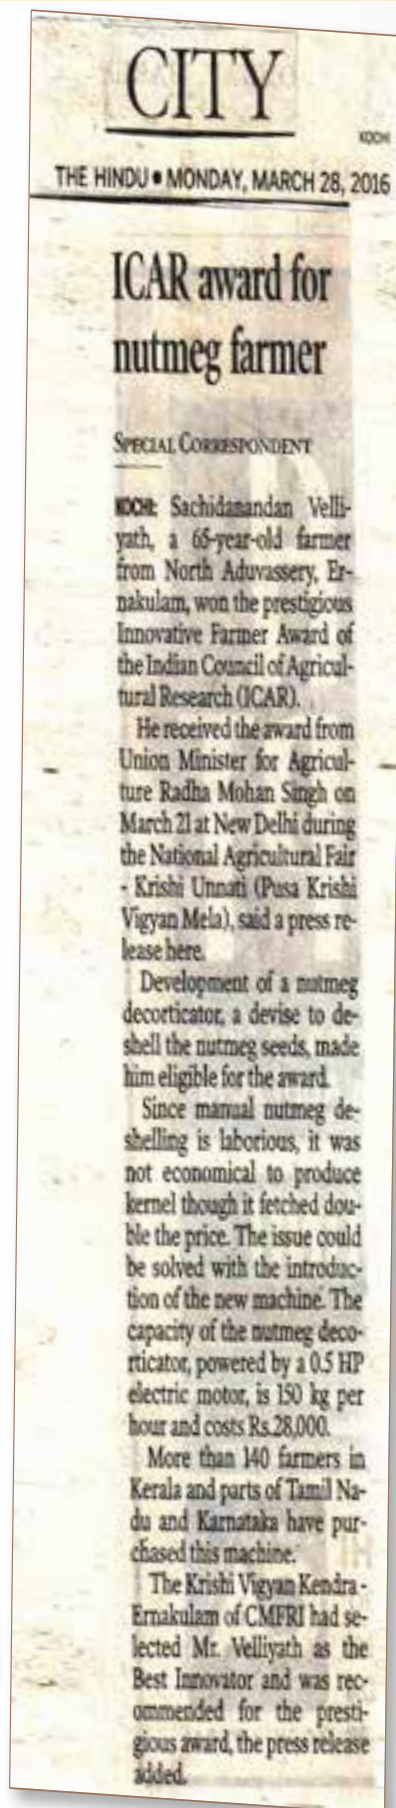 CITY
KOCHI
THE HINDU • MONDAY, MARCH 28, 2016
ICAR award for
nutmeg farmer
SPECIAL CORRESPONDENT
KOCHI: Sachidanandan Velli-
yath, a 65-year-old farmer
from North Aduvassery, Er-
nakulam, won the prestigious
Innovative Farmer Award of
the Indian Council of Agricul-
tural Research (ICAR).
He received the award from
Union Minister for Agricul-
ture Radha Mohan Singh on
March 21 at New Delhi during
the National Agricultural Fair
- Krishi Unnati (Pusa Krishi
Vigyan Mela), said a press re-
lease here.
Development of a nutmeg
decorticator, a devise to de-
shell the nutmeg seeds, made
him eligible for the award.
Since manual nutmeg de-
shelling is laborious, it was
not economical to produce
kernel though it fetched dou-
ble the price. The issue could
be solved with the introduc-
tion of the new machine. The
capacity of the nutmeg deco-
rticator, powered by a 0.5 HP
electric motor, is 150 kg per
hour and costs Rs.28,000.
More than 140 farmers in
Kerala and parts of Tamil Na-
du and Karnataka have pur-
chased this machine.
The Krishi Vigyan Kendra -
Ernakulam of CMFRI had se-
lected Mr. Velliyath as the
Best Innovator and was rec-
ommended for the presti-
gious award, the press release
added.